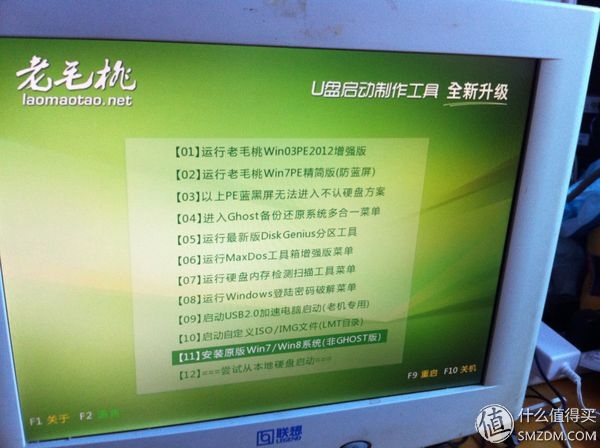 老毛桃
laomaotao.net
U盘启动制作工具 全新升级
【01】运行老毛桃Win03PE2012增强版
【02】运行老毛桃Win7PE精简版(防蓝屏)
【03】以上PE蓝黑屏无法进入不认硬盘方案
【04】进入Ghost备份还原系统多合一菜单
【05】运行最新版DiskGenius分区工具
【06】运行MaxDos工具箱增强版菜单
【07】运行硬盘内存检测扫描工具菜单
【08】运行Windows登陆密码破解菜单
【09】启动USB2.0加速电脑启动(老机专用)
【10】启动自定义ISO/IMG文件(LMT目录)
【11】安装原版Win7/Win8系统(非GHOST版)
【12】===尝试从本地硬盘启动===
F1 关于 F2
F9 重启 F10 关机
联想
LEGEND
值 什么值得买
SMZDM.COM